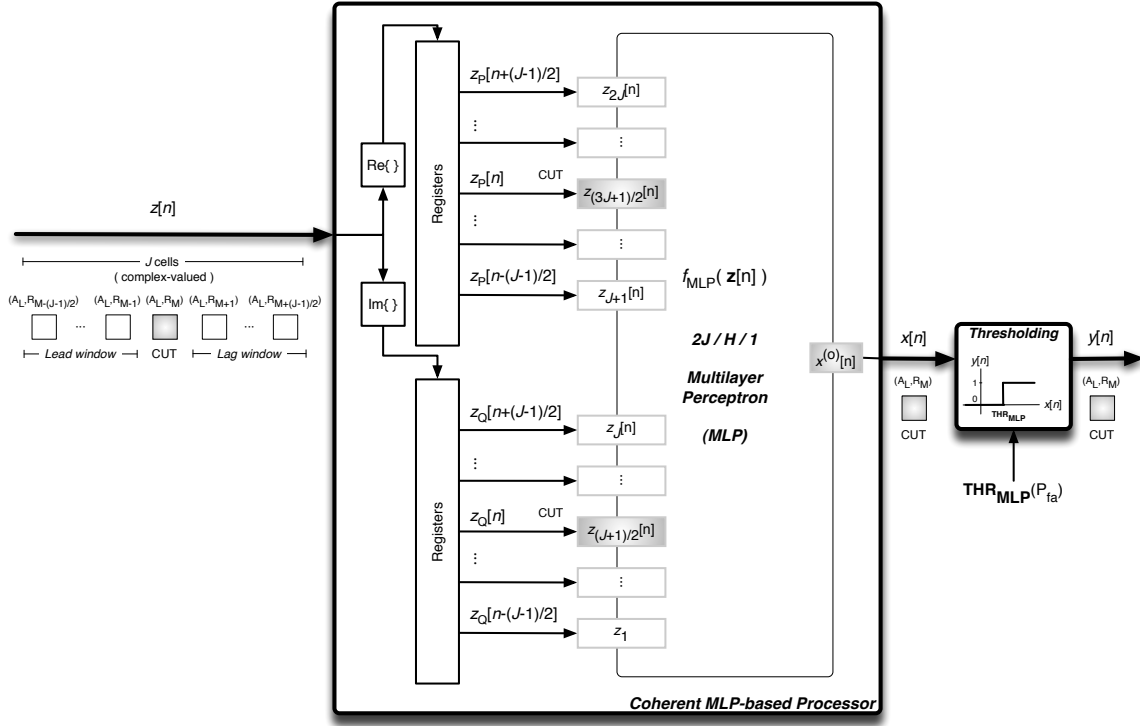 z[n]
J cells
( complex-valued )
(A_L,R_M-(J-1)/2) (A_L,R_M-1) (A_L,R_M) (A_L,R_M+1) (A_L,R_M+(J-1)/2)
... ...
Lead window CUT Lag window
Re{ }
Im{ }
Registers
z_P[n+(J-1)/2]
⋮
z_P[n] CUT
⋮
z_P[n-(J-1)/2]
z_2J[n]
⋮
z_(3J+1)/2[n]
⋮
z_J+1[n]
Registers
z_Q[n+(J-1)/2]
⋮
z_Q[n] CUT
⋮
z_Q[n-(J-1)/2]
z_J[n]
⋮
z_(J+1)/2[n]
⋮
z_1
f_MLP( z[n] )
2J / H / 1
Multilayer
Perceptron
(MLP)
x^(o)[n]
Coherent MLP-based Processor
x[n]
(A_L,R_M)
CUT
Thresholding
y[n]
1
0
x[n]
THR_MLP
THR_MLP(P_fa)
y[n]
(A_L,R_M)
CUT